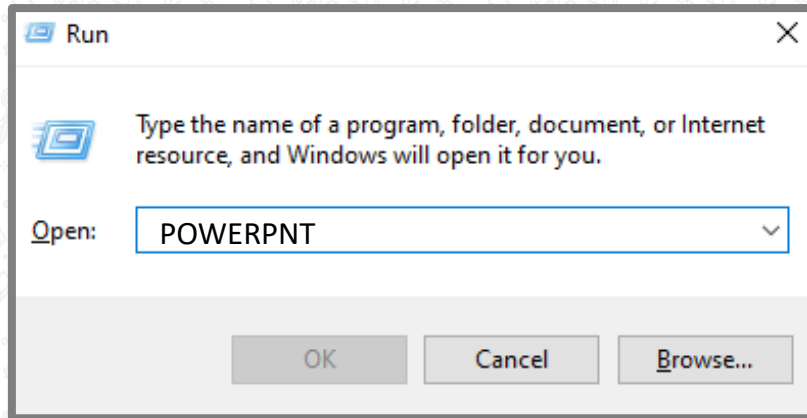 Run
Type the name of a program, folder, document, or Internet
resource, and Windows will open it for you.
Open: POWERPNT
OK Cancel Browse...